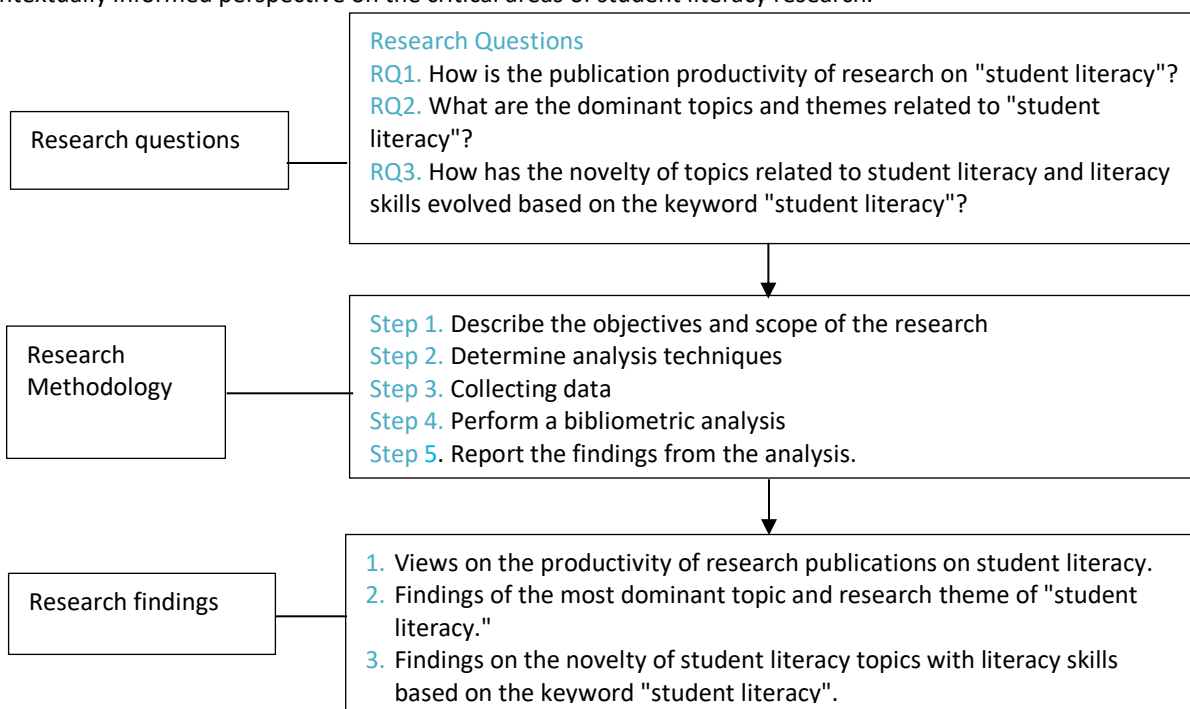 ntextually informed perspective on the critical areas of student literacy research.
Research Questions
RQ1. How is the publication productivity of research on "student literacy"?
RQ2. What are the dominant topics and themes related to "student
literacy"?
RQ3. How has the novelty of topics related to student literacy and literacy
skills evolved based on the keyword "student literacy"?
Research questions
Step 1. Describe the objectives and scope of the research
Step 2. Determine analysis techniques
Step 3. Collecting data
Step 4. Perform a bibliometric analysis
Step 5. Report the findings from the analysis.
Research
Methodology
1. Views on the productivity of research publications on student literacy.
2. Findings of the most dominant topic and research theme of "student
literacy."
3. Findings on the novelty of student literacy topics with literacy skills
based on the keyword "student literacy".
Research findings